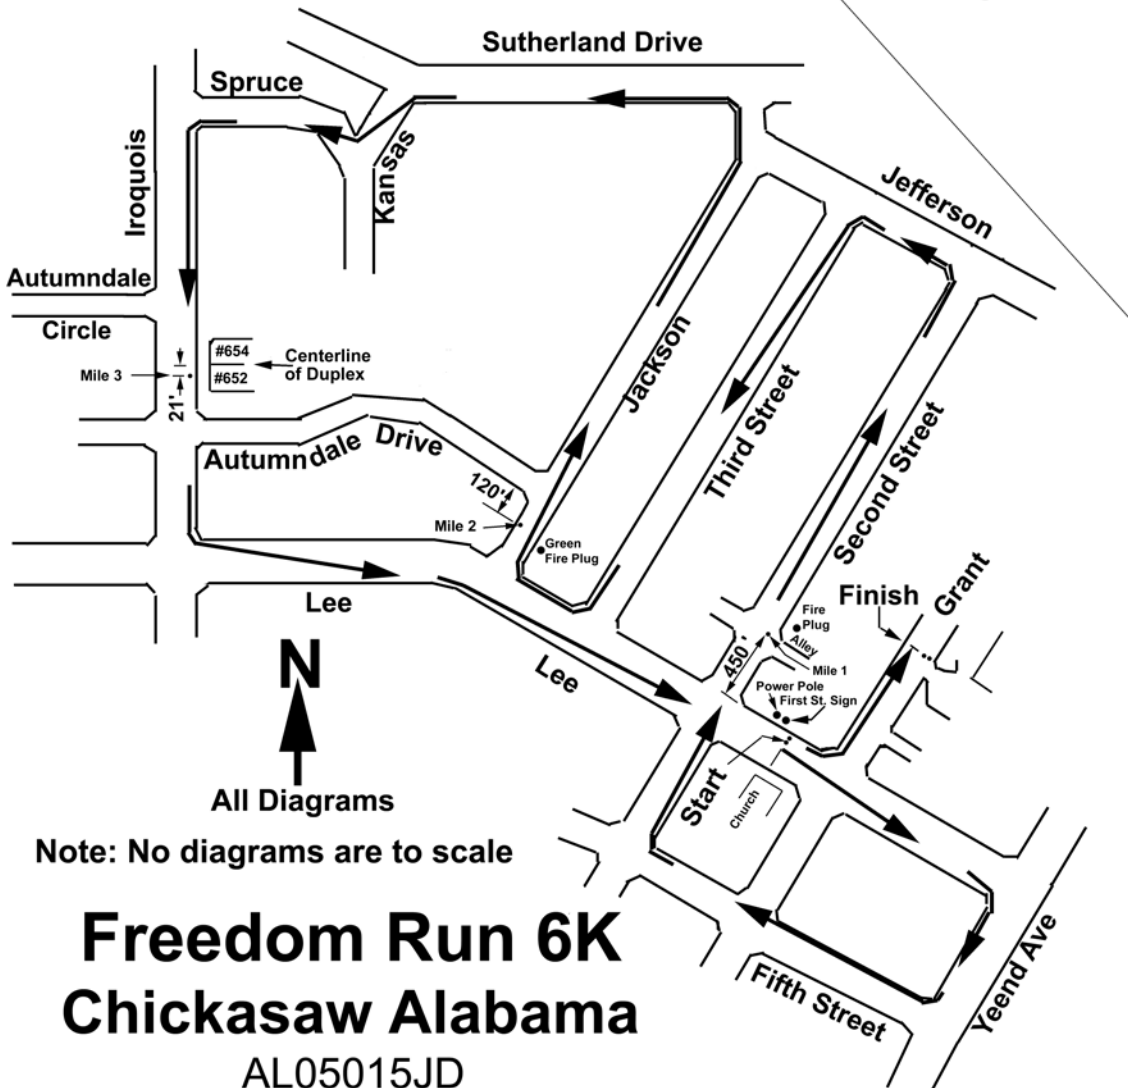 Sutherland Drive
Spruce
Kansas
Iroquois
Jefferson
Autumndale
Circle
#654
#652
Centerline
of Duplex
Mile 3
21'
Jackson
Third Street
Second Street
Autumndale Drive
120'
Mile 2
Green
Fire Plug
Grant
Finish
Fire
Plug
Alley
450'
Mile 1
Power Pole
First St. Sign
Lee
Lee
N
All Diagrams
Start
Church
Note: No diagrams are to scale
Freedom Run 6K
Chickasaw Alabama
AL05015JD
Fifth Street
Yeend Ave